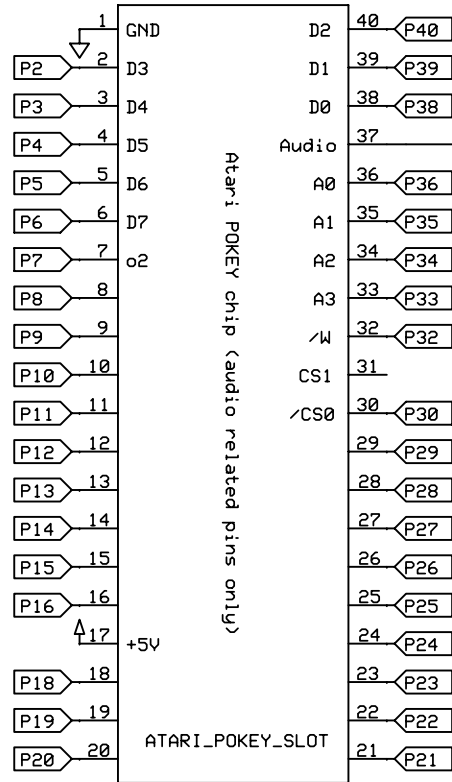 1 GND D2 40 P40
P2 2 D3 D1 39 P39
P3 3 D4 D0 38 P38
P4 4 D5 Audio 37
P5 5 D6 A0 36 P36
P6 6 D7 A1 35 P35
P7 7 o2 A2 34 P34
P8 8 A3 33 P33
P9 9 /W 32 P32
P10 10 CS1 31
P11 11 /CS0 30 P30
P12 12 29 P29
P13 13 28 P28
P14 14 27 P27
P15 15 26 P26
P16 16 25 P25
17 +5V 24 P24
P18 18 23 P23
P19 19 22 P22
P20 20 21 P21
Atari POKEY chip (audio related pins only)
ATARI_POKEY_SLOT